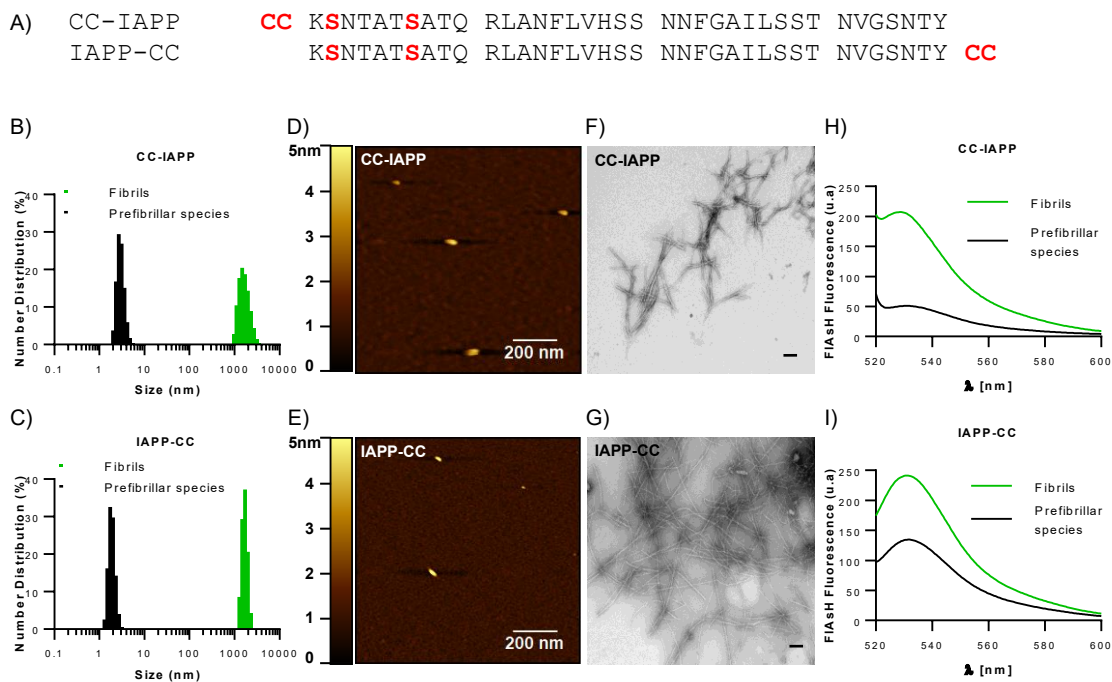 A) CC-IAPP CC KSNTATSATQ RLANFLVHSS NNFGAILSST NVGSNTY
IAPP-CC KSNTATSATQ RLANFLVHSS NNFGAILSST NVGSNTY CC
B)
CC-IAPP
Fibrils
Prefibrillar species
Number Distribution (%)
40
30
20
10
0
0.1 1 10 100 1000 10000
Size (nm)
D)
5nm
4
3
2
1
0
CC-IAPP
200 nm
F)
CC-IAPP
H)
CC-IAPP
Fibrils
Prefibrillar
species
FlAsH Fluorescence (u.a)
250
200
150
100
50
0
520 540 560 580 600
λ [nm]
C)
IAPP-CC
Fibrils
Prefibrillar species
Number Distribution (%)
40
30
20
10
0
0.1 1 10 100 1000 10000
Size (nm)
E)
5nm
4
3
2
1
0
IAPP-CC
200 nm
G)
IAPP-CC
I)
IAPP-CC
Fibrils
Prefibrillar
species
FlAsH Fluorescence (u.a)
250
200
150
100
50
0
520 540 560 580 600
λ [nm]